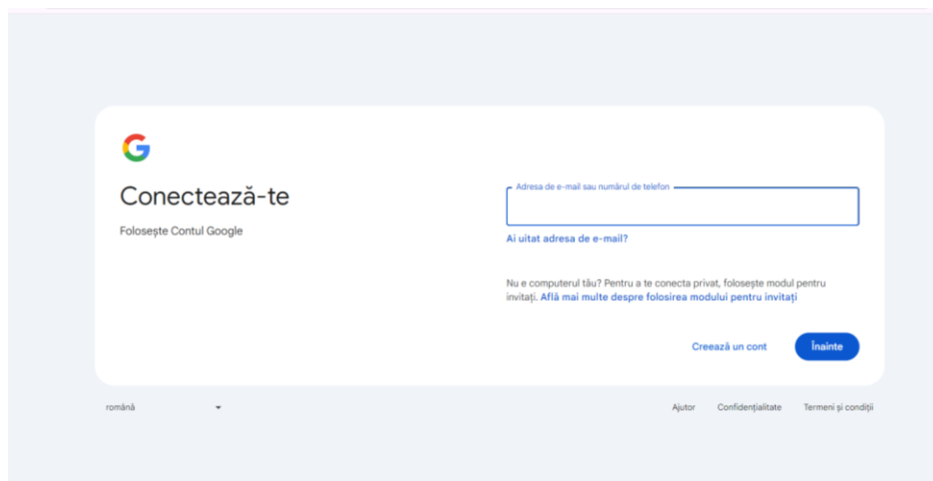 Conectează-te
Folosește Contul Google
Adresa de e-mail sau numărul de telefon
Ai uitat adresa de e-mail?
Nu e computerul tău? Pentru a te conecta privat, folosește modul pentru
invitați. Află mai multe despre folosirea modului pentru invitați
Creează un cont
Înainte
română
Ajutor
Confidențialitate
Termeni și condiții